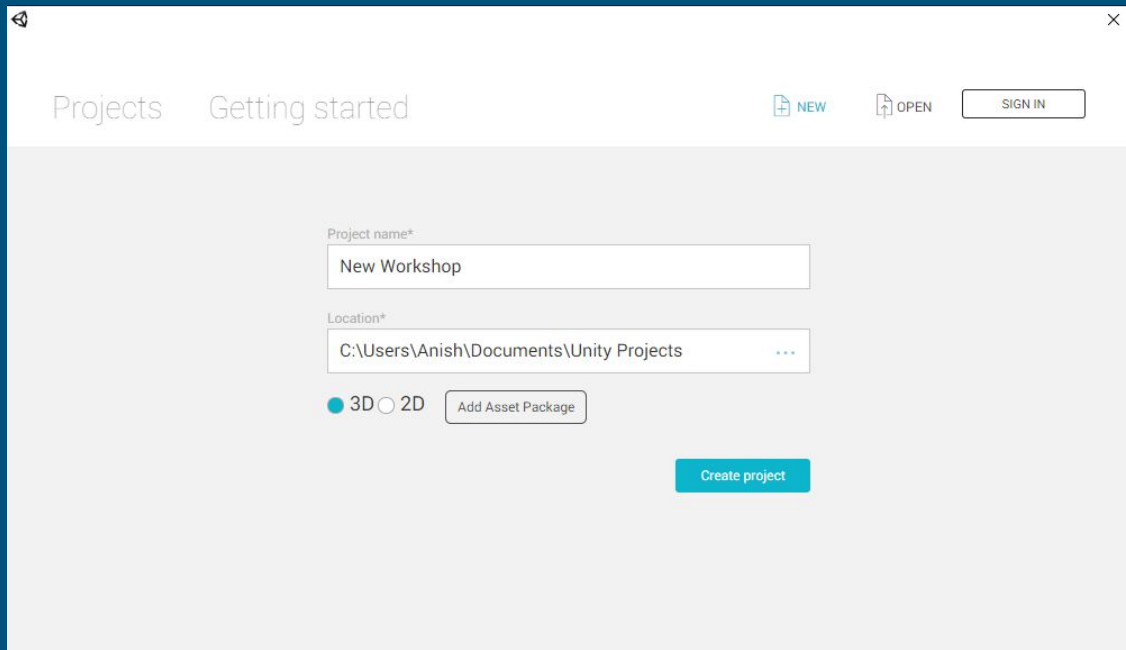 Projects Getting started NEW OPEN SIGN IN
Project name*
New Workshop
Location*
C:\Users\Anish\Documents\Unity Projects ...
3D 2D Add Asset Package
Create project